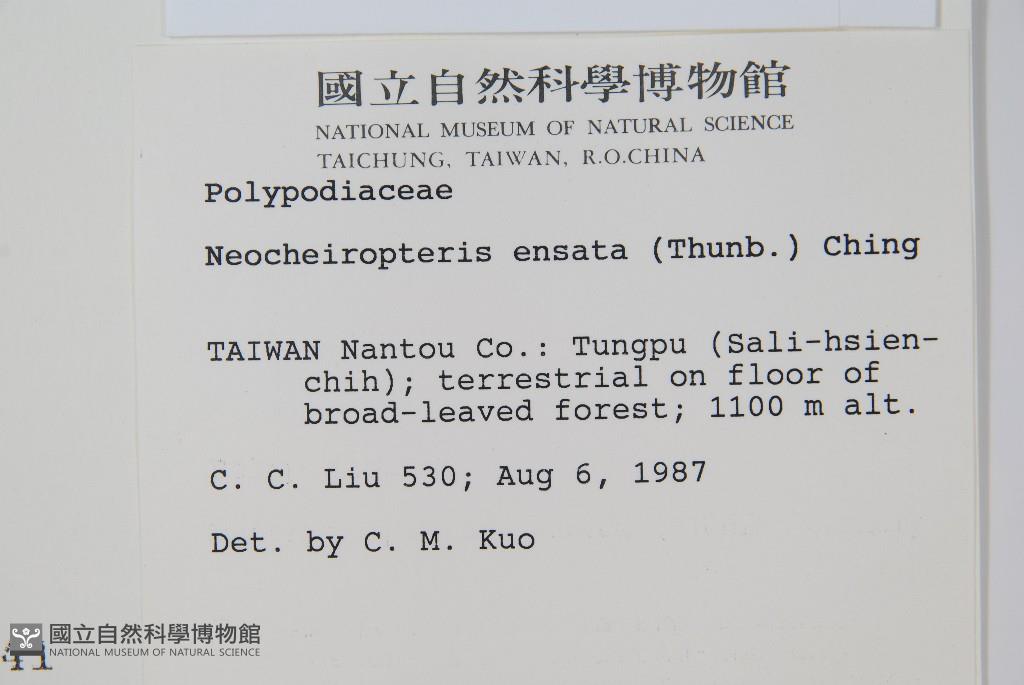 國立自然科學博物館
NATIONAL MUSEUM OF NATURAL SCIENCE
TAICHUNG, TAIWAN, R.O.CHINA
Polypodiaceae
Neocheiropteris ensata (Thunb.) Ching
TAIWAN Nantou Co.: Tungpu (Sali-hsien-
chih); terrestrial on floor of
broad-leaved forest; 1100 m alt.
C. C. Liu 530; Aug 6, 1987
Det. by C. M. Kuo
國立自然科學博物館
NATIONAL MUSEUM OF NATURAL SCIENCE